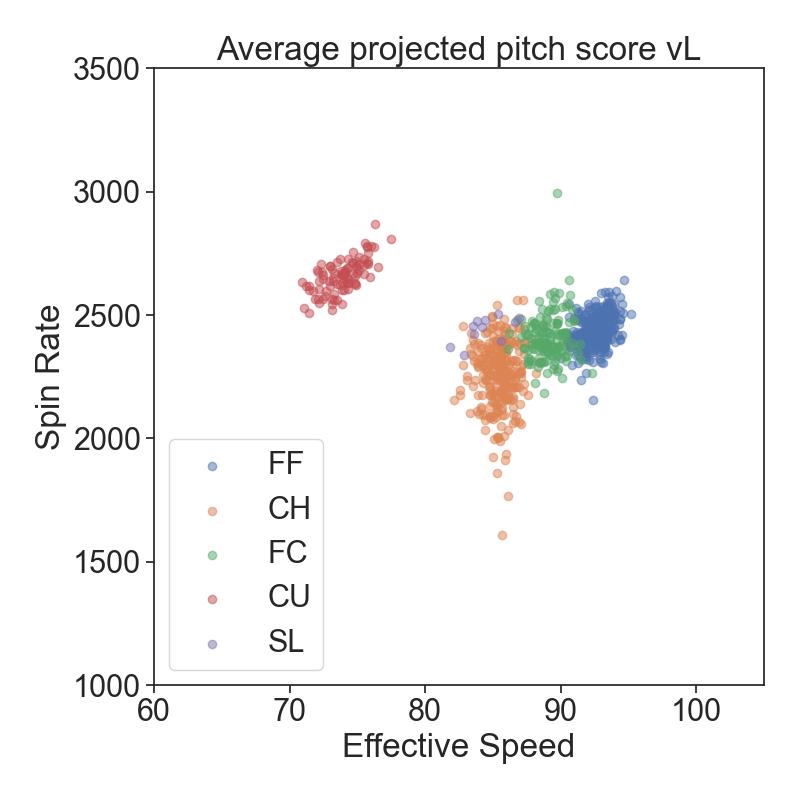 Average projected pitch score vL
3500
3000
2500
2000
1500
1000
Spin Rate
FF
CH
FC
CU
SL
60
70
80
90
100
Effective Speed